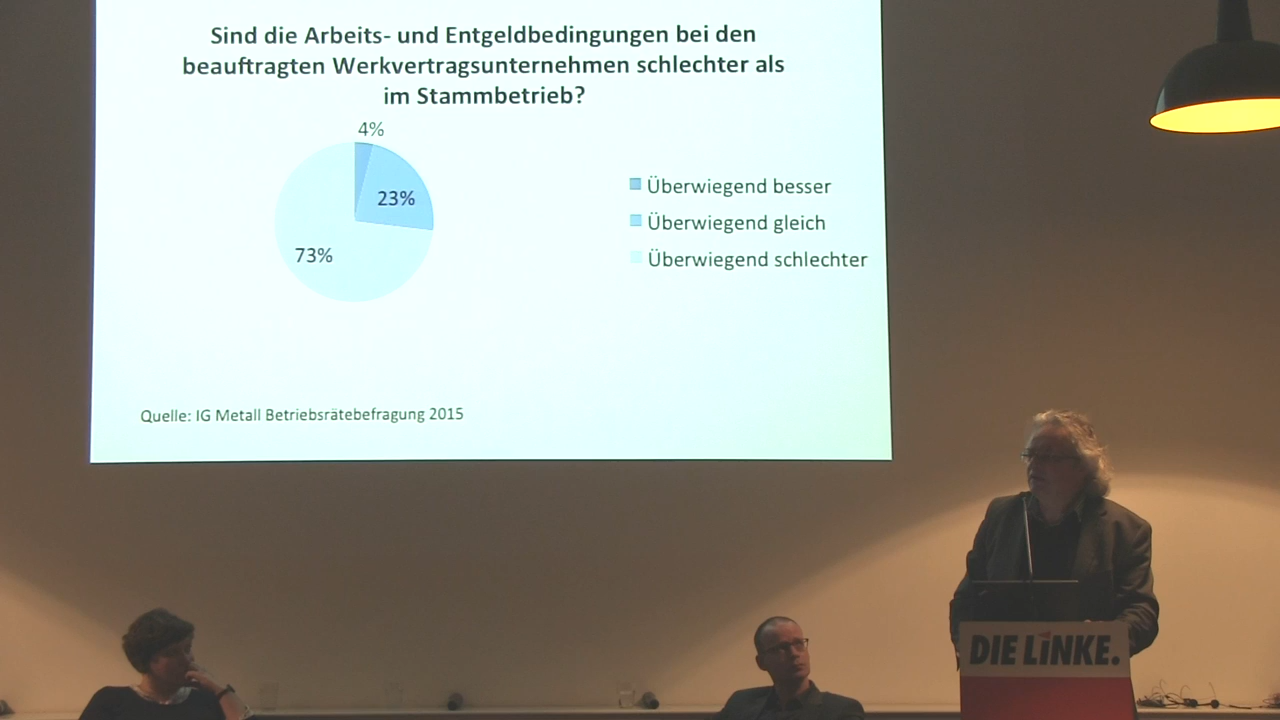 Sind die Arbeits- und Entgeldbedingungen bei den
beauftragten Werkvertragsunternehmen schlechter als
im Stammbetrieb?
4%
23%
73%
Überwiegend besser
Überwiegend gleich
Überwiegend schlechter
Quelle: IG Metall Betriebsrätebefragung 2015
DIE LINKE.